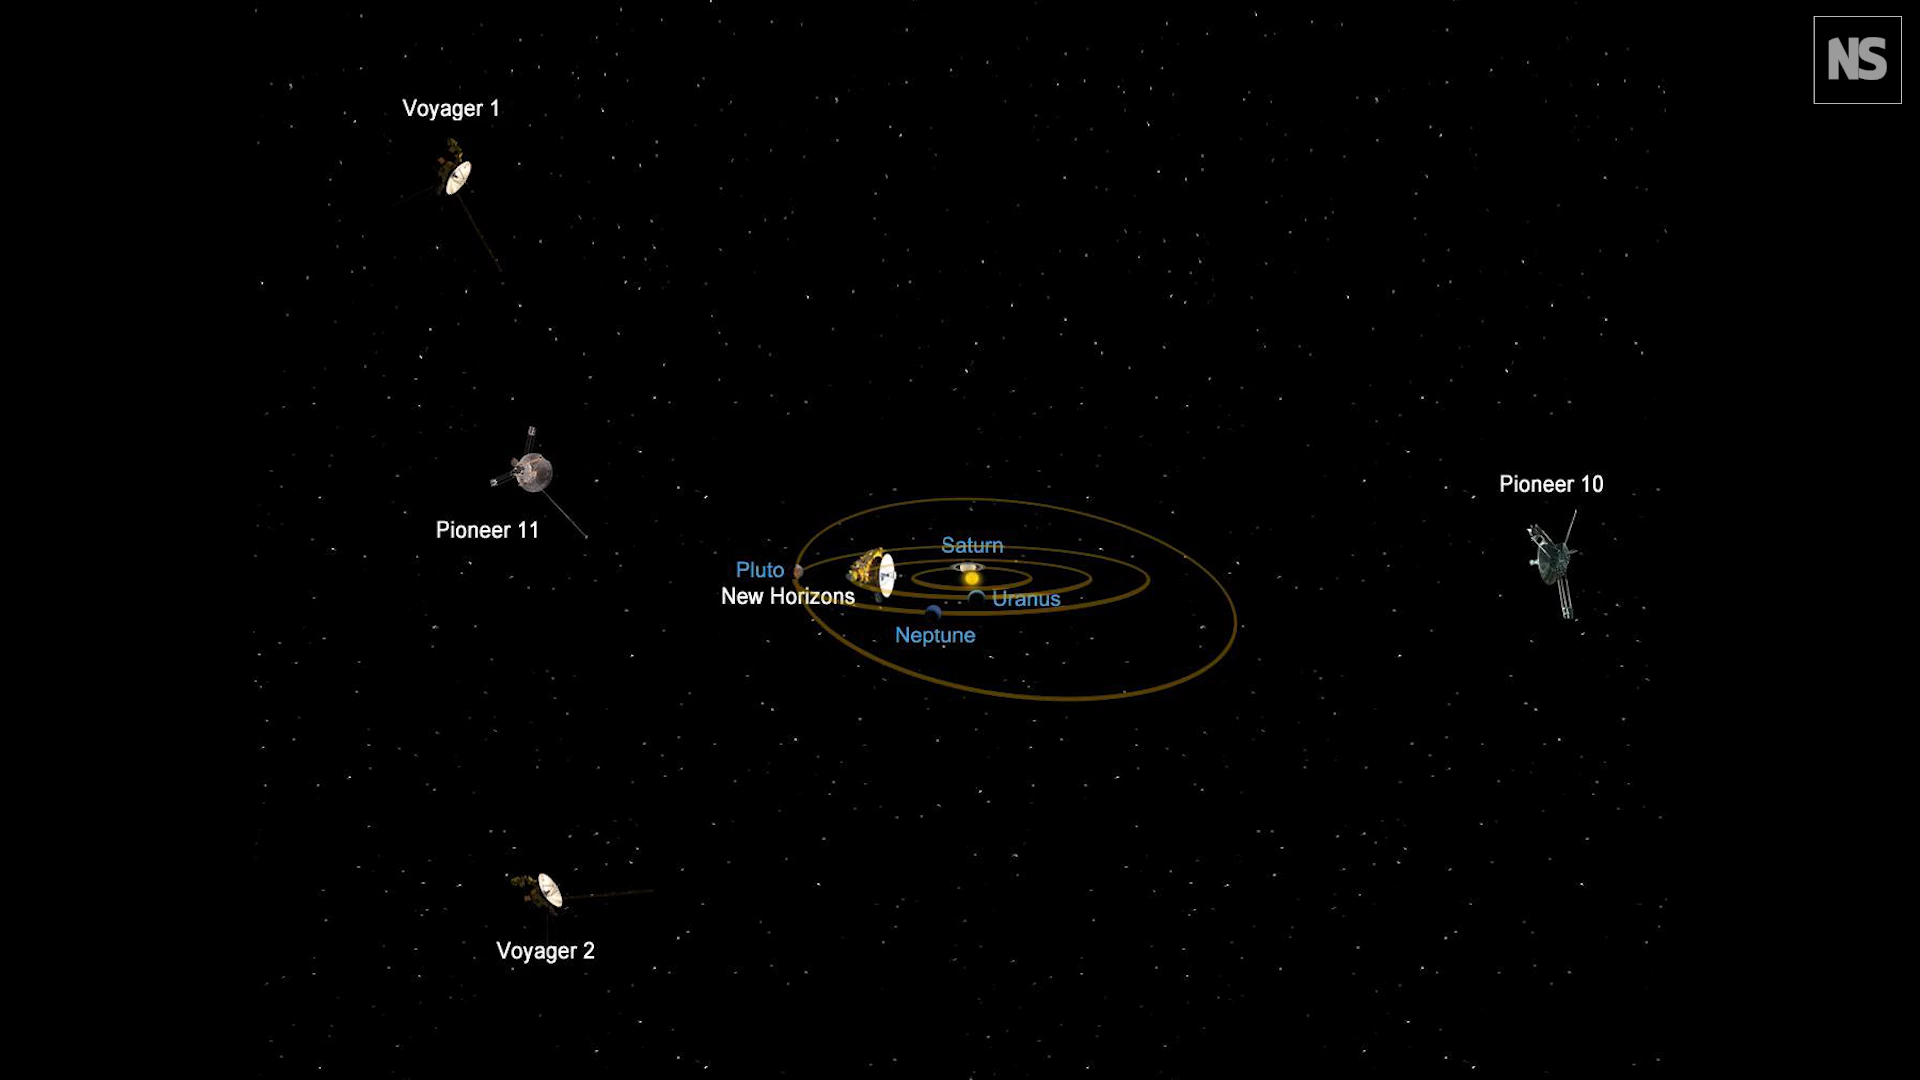 NS
Voyager 1
Pioneer 10
Pioneer 11
Saturn
Pluto
New Horizons
Uranus
Neptune
Voyager 2